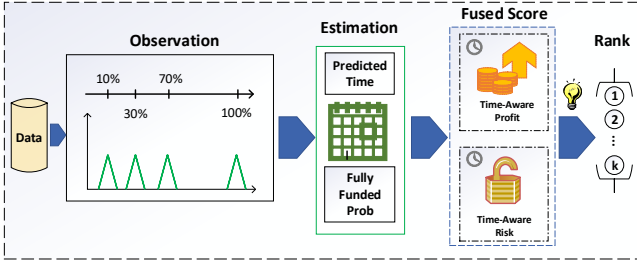 Observation
Estimation
Fused Score
Rank
Data
10%
70%
30%
100%
Predicted
Time
Fully
Funded
Prob
Time-Aware
Profit
Time-Aware
Risk
1
2
⋮
k